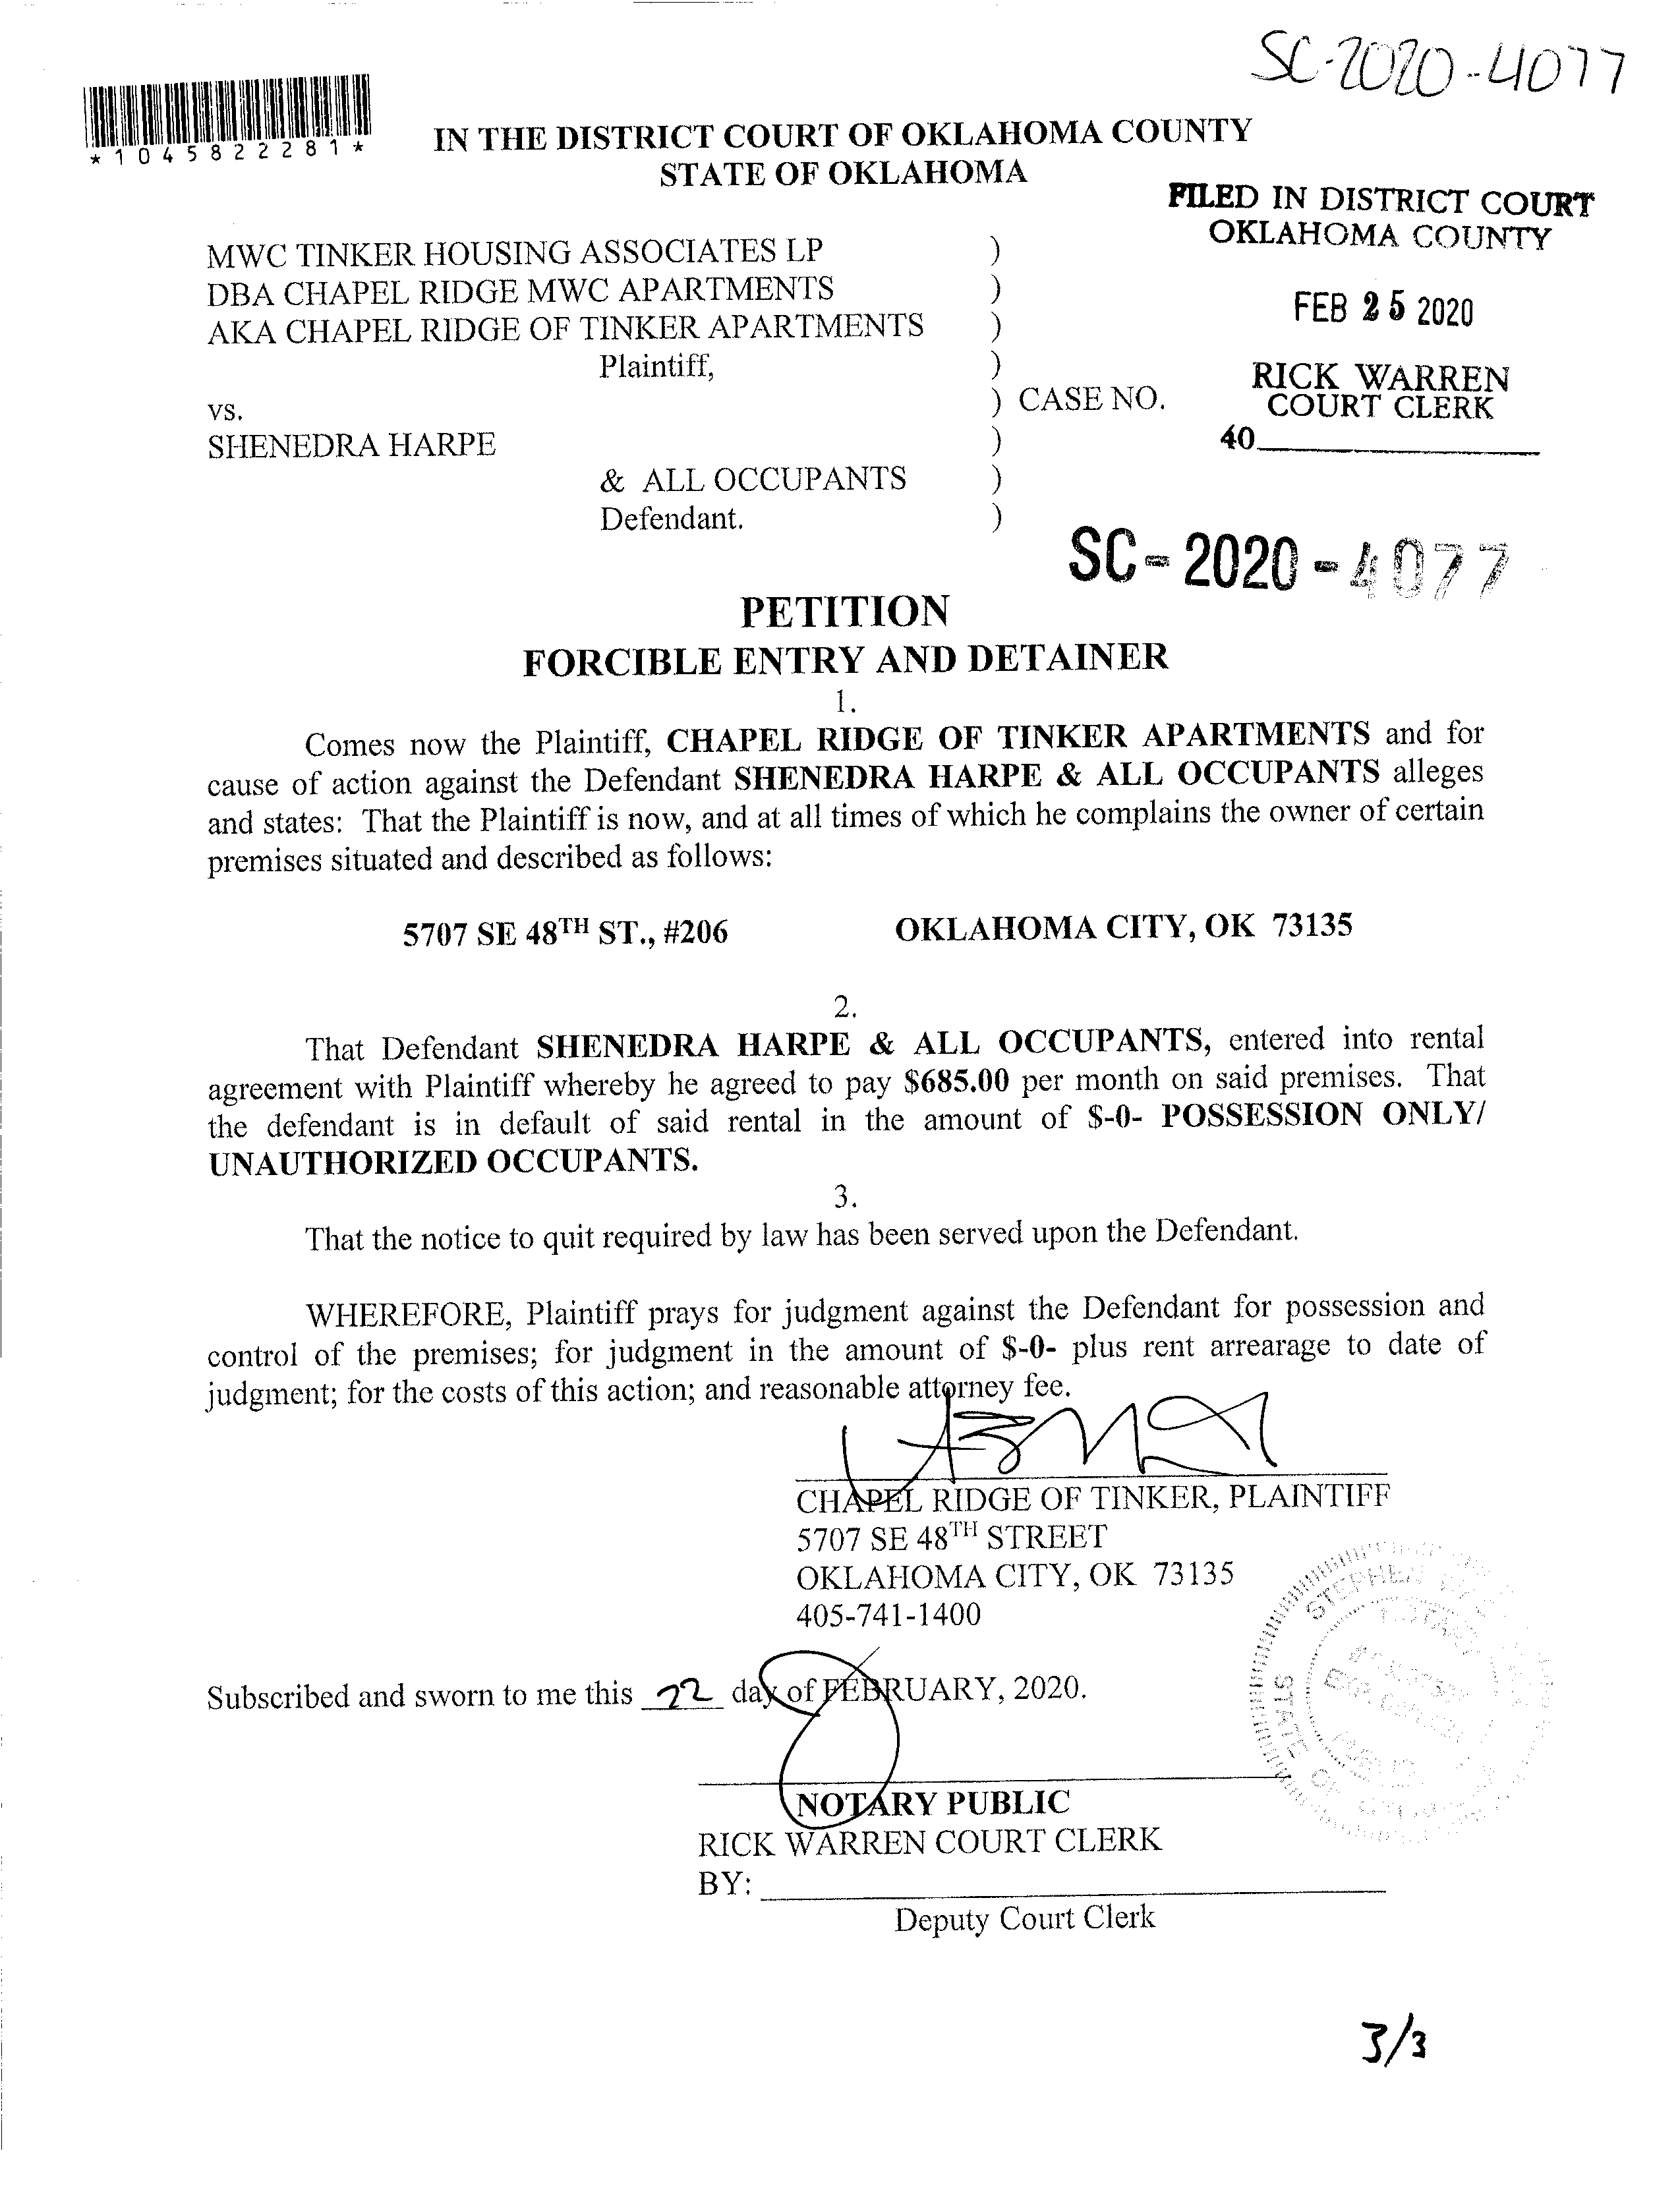 SC-2020-4077
*1045822281*
IN THE DISTRICT COURT OF OKLAHOMA COUNTY
STATE OF OKLAHOMA
FILED IN DISTRICT COURT
OKLAHOMA COUNTY
FEB 25 2020
RICK WARREN
COURT CLERK
40
MWC TINKER HOUSING ASSOCIATES LP )
DBA CHAPEL RIDGE MWC APARTMENTS )
AKA CHAPEL RIDGE OF TINKER APARTMENTS )
Plaintiff, )
vs. ) CASE NO.
SHENEDRA HARPE )
& ALL OCCUPANTS )
Defendant. )
SC-2020-4077
PETITION
FORCIBLE ENTRY AND DETAINER
1.
Comes now the Plaintiff, CHAPEL RIDGE OF TINKER APARTMENTS and for
cause of action against the Defendant SHENEDRA HARPE & ALL OCCUPANTS alleges
and states: That the Plaintiff is now, and at all times of which he complains the owner of certain
premises situated and described as follows:
5707 SE 48TH ST., #206 OKLAHOMA CITY, OK 73135
2.
That Defendant SHENEDRA HARPE & ALL OCCUPANTS, entered into rental
agreement with Plaintiff whereby he agreed to pay $685.00 per month on said premises. That
the defendant is in default of said rental in the amount of $-0- POSSESSION ONLY/
UNAUTHORIZED OCCUPANTS.
3.
That the notice to quit required by law has been served upon the Defendant.
WHEREFORE, Plaintiff prays for judgment against the Defendant for possession and
control of the premises; for judgment in the amount of $-0- plus rent arrearage to date of
judgment; for the costs of this action; and reasonable attorney fee.
CHAPEL RIDGE OF TINKER, PLAINTIFF
5707 SE 48TH STREET
OKLAHOMA CITY, OK 73135
405-741-1400
STEPHEN
STATE OF
Subscribed and sworn to me this 22 day of FEBRUARY, 2020.
NOTARY PUBLIC
RICK WARREN COURT CLERK
BY:
Deputy Court Clerk
3/3